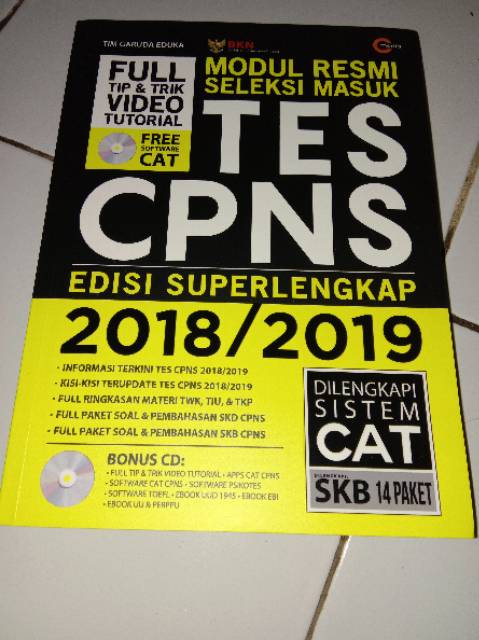 TIM GARUDA EDUKA
BKN
FULL
TIP & TRIK
VIDEO
TUTORIAL
FREE
SOFTWARE
CAT
MODUL RESMI
SELEKSI MASUK
TES
CPNS
EDISI SUPERLENGKAP
2018/2019
· INFORMASI TERKINI TES CPNS 2018/2019
· KISI-KISI TERUPDATE TES CPNS 2018/2019
· FULL RINGKASAN MATERI TWK, TIU, & TKP
· FULL PAKET SOAL & PEMBAHASAN SKD CPNS
· FULL PAKET SOAL & PEMBAHASAN SKB CPNS
BONUS CD:
· FULL TIP & TRIK VIDEO TUTORIAL · APPS CAT CPNS
· SOFTWARE CAT CPNS · SOFTWARE PSIKOTES
· SOFTWARE TOEFL · EBOOK UUD 1945 · EBOOK EBI
· EBOOK UU & PERPPU
DILENGKAPI
SISTEM
CAT
SKB 14 PAKET